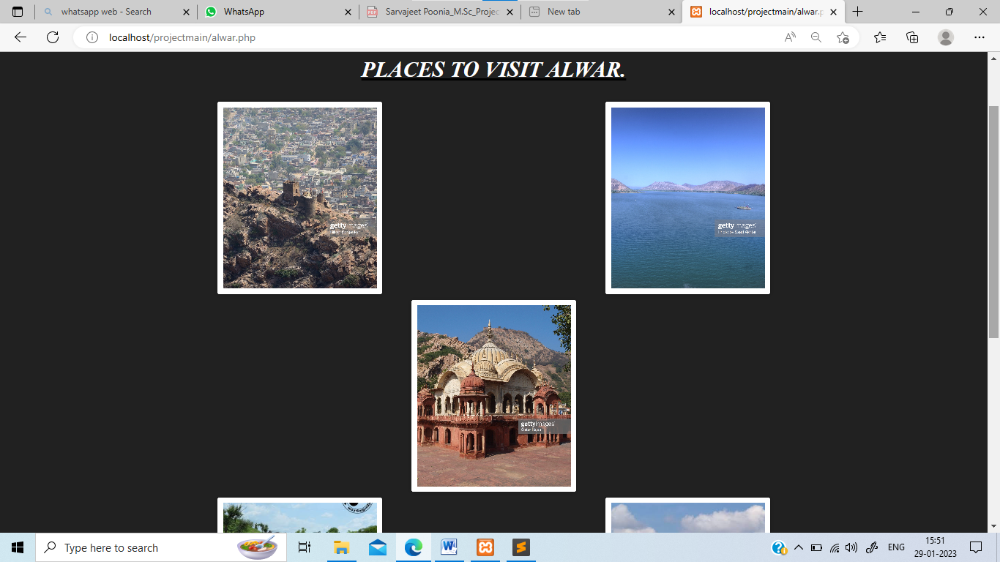 whatsapp web - Search
WhatsApp
Sarvajeet Poonia_M.Sc_Projec
New tab
localhost/projectmain/alwar.p
localhost/projectmain/alwar.php
PLACES TO VISIT ALWAR.
gettyimages
gettyimages
gettyimages
Type here to search
ENG
15:51
29-01-2023